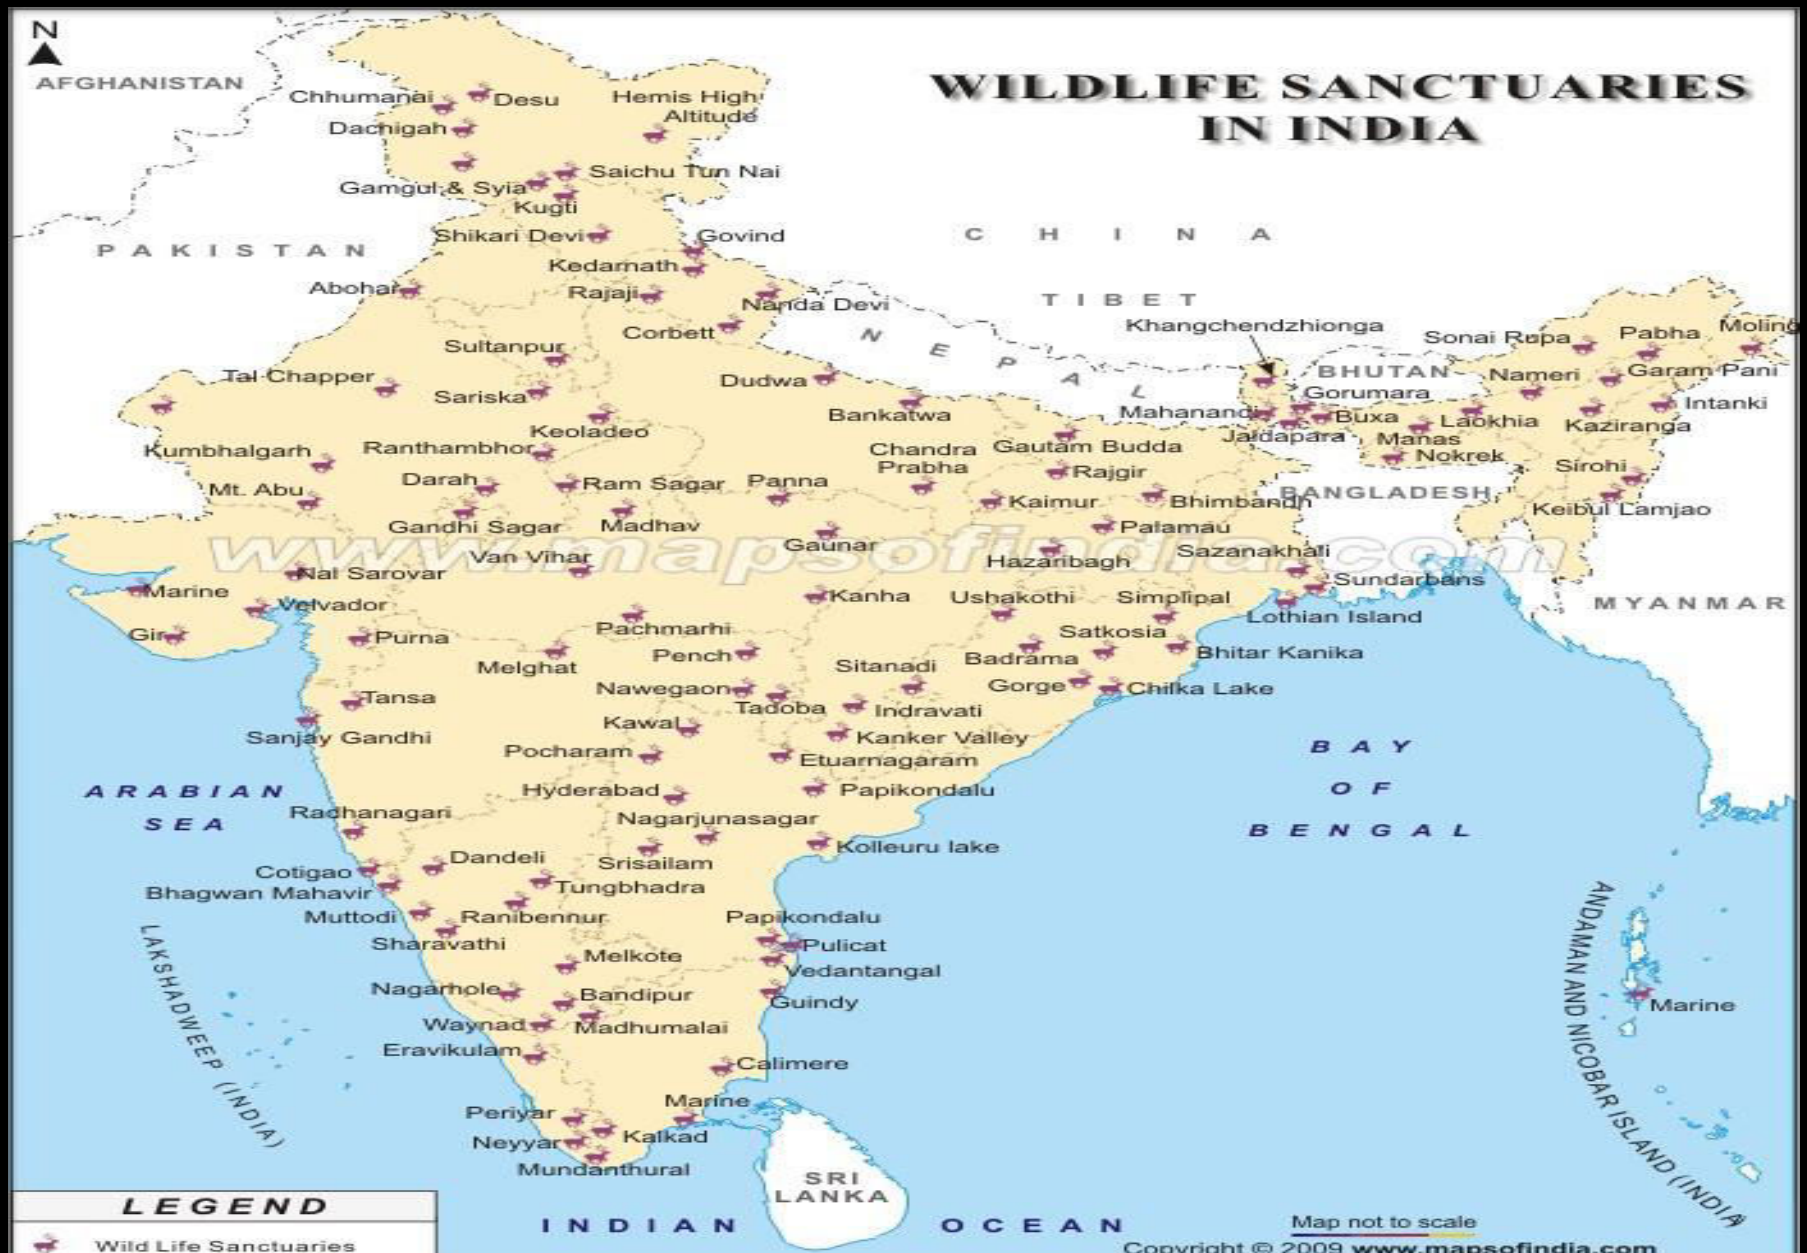 N
WILDLIFE SANCTUARIES
IN INDIA
AFGHANISTAN
Chhumanai
Desu
Hemis High
Altitude
Dachigah
Saichu Tun Nai
Gamgul & Syia
Kugti
Shikari Devi
Govind
CHINA
PAKISTAN
Kedarnath
Abohar
Rajaji
Nanda Devi
TIBET
Khangchendzhionga
Corbett
NEPAL
Sonai Rupa
Pabha
Moling
Sultanpur
BHUTAN
Nameri
Garam Pani
Tal Chapper
Dudwa
Sariska
Gorumara
Intanki
Bankatwa
Mahanandi
Buxa
Laokhia
Kaziranga
Keoladeo
Jaldapara
Manas
Kumbhalgarh
Ranthambhor
Chandra
Prabha
Gautam Budda
Nokrek
Sirohi
Rajgir
Darah
Ram Sagar
Panna
Mt. Abu
Kaimur
Bhimbandh
BANGLADESH
Keibul Lamjao
Gandhi Sagar
Madhav
Palamau
www.mapsofindia.com
Gaunar
Van Vihar
Hazaribagh
Sazanakhali
Nal Sarovar
Sundarbans
Marine
Velvador
Kanha
Ushakothi
Simplipal
MYANMAR
Lothian Island
Gir
Purna
Pachmarhi
Satkosia
Melghat
Pench
Sitanadi
Badrama
Bhitar Kanika
Nawegaon
Gorge
Chilka Lake
Tansa
Tadoba
Indravati
Kawal
Sanjay Gandhi
Kanker Valley
Pocharam
Etuarnagaram
BAY
OF
BENGAL
ARABIAN
SEA
Hyderabad
Papikondalu
Radhanagari
Nagarjunasagar
Kolleuru lake
Dandeli
Srisailam
Cotigao
Bhagwan Mahavir
Tungbhadra
Muttodi
Ranibennur
Papikondalu
Sharavathi
Pulicat
Melkote
Vedantangal
LAKSHADWEEP (INDIA)
ANDAMAN AND NICOBAR ISLAND (INDIA
Nagarhole
Bandipur
Guindy
Marine
Waynad
Madhumalai
Eravikulam
Calimere
Marine
Periyar
Kalkad
Neyyar
Mundanthural
SRI
LANKA
LEGEND
Wild Life Sanctuaries
INDIAN OCEAN
Map not to scale
Copyright © 2009 www.mapsofindia.com